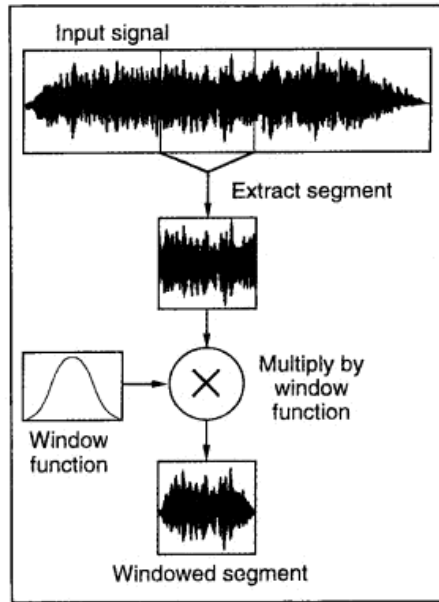 Input signal
Extract segment
Multiply by
window
function
Window
function
Windowed segment